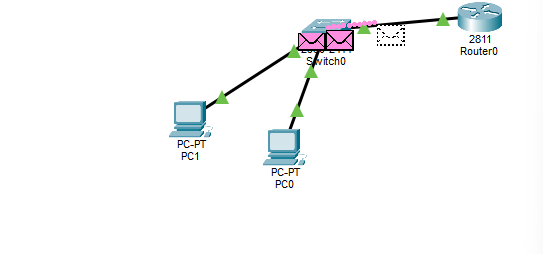 2811
Router0
Switch0
PC-PT
PC1
PC-PT
PC0